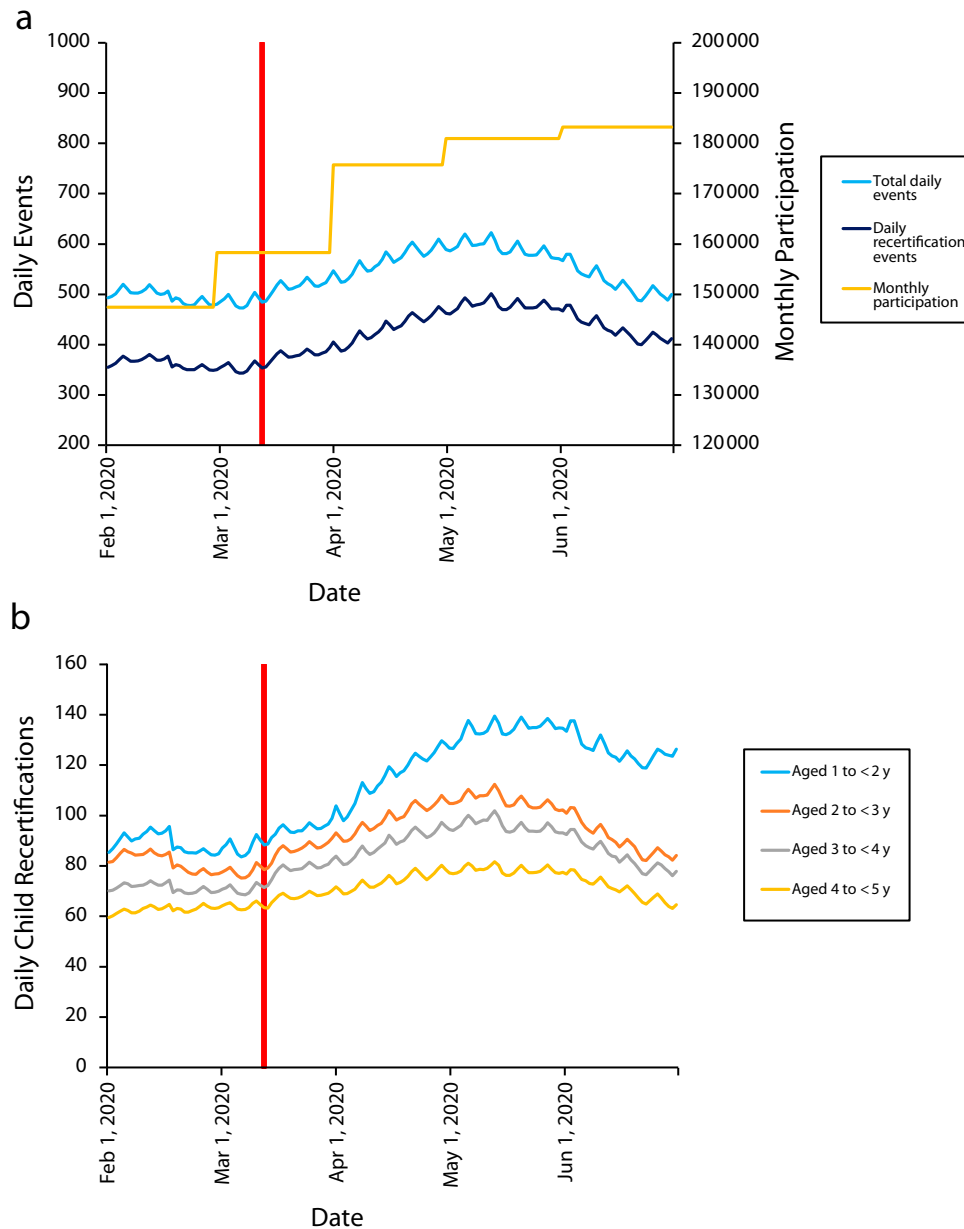 a
1000
900
800
700
600
500
400
300
200
Daily Events
200 000
190 000
180 000
170 000
160 000
150 000
140 000
130 000
120 000
Monthly Participation
Feb 1, 2020
Mar 1, 2020
Apr 1, 2020
May 1, 2020
Jun 1, 2020
Date
Total daily
events
Daily
recertification
events
Monthly
participation
b
160
140
120
100
80
60
40
20
0
Daily Child Recertifications
Feb 1, 2020
Mar 1, 2020
Apr 1, 2020
May 1, 2020
Jun 1, 2020
Date
Aged 1 to <2 y
Aged 2 to <3 y
Aged 3 to <4 y
Aged 4 to <5 y